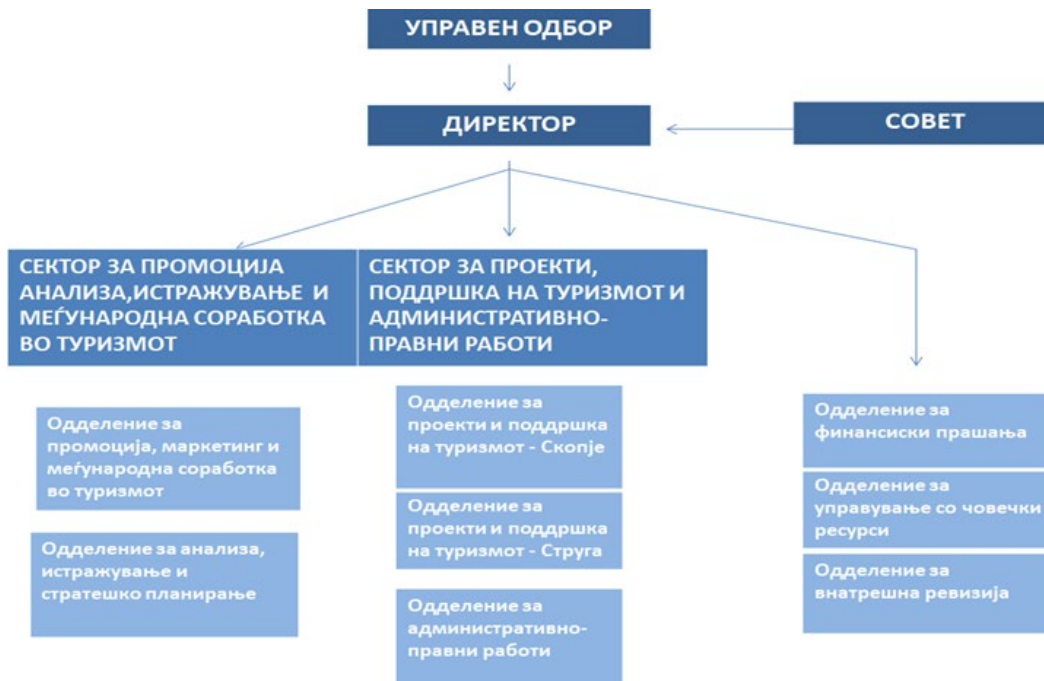 УПРАВЕН ОДБОР
ДИРЕКТОР
СОВЕТ
СЕКТОР ЗА ПРОМОЦИЈА
АНАЛИЗА,ИСТРАЖУВАЊЕ И
МЕЃУНАРОДНА СОРАБОТКА
ВО ТУРИЗМОТ
СЕКТОР ЗА ПРОЕКТИ,
ПОДДРШКА НА ТУРИЗМОТ И
АДМИНИСТРАТИВНО-
ПРАВНИ РАБОТИ
Одделение за
промоција, маркетинг и
меѓународна соработка
во туризмот
Одделение за анализа,
истражување и
стратешко планирање
Одделение за
проекти и поддршка
на туризмот - Скопје
Одделение за
проекти и поддршка
на туризмот - Струга
Одделение за
административно-
правни работи
Одделение за
финансиски прашања
Одделение за
управување со човечки
ресурси
Одделение за
внатрешна ревизија